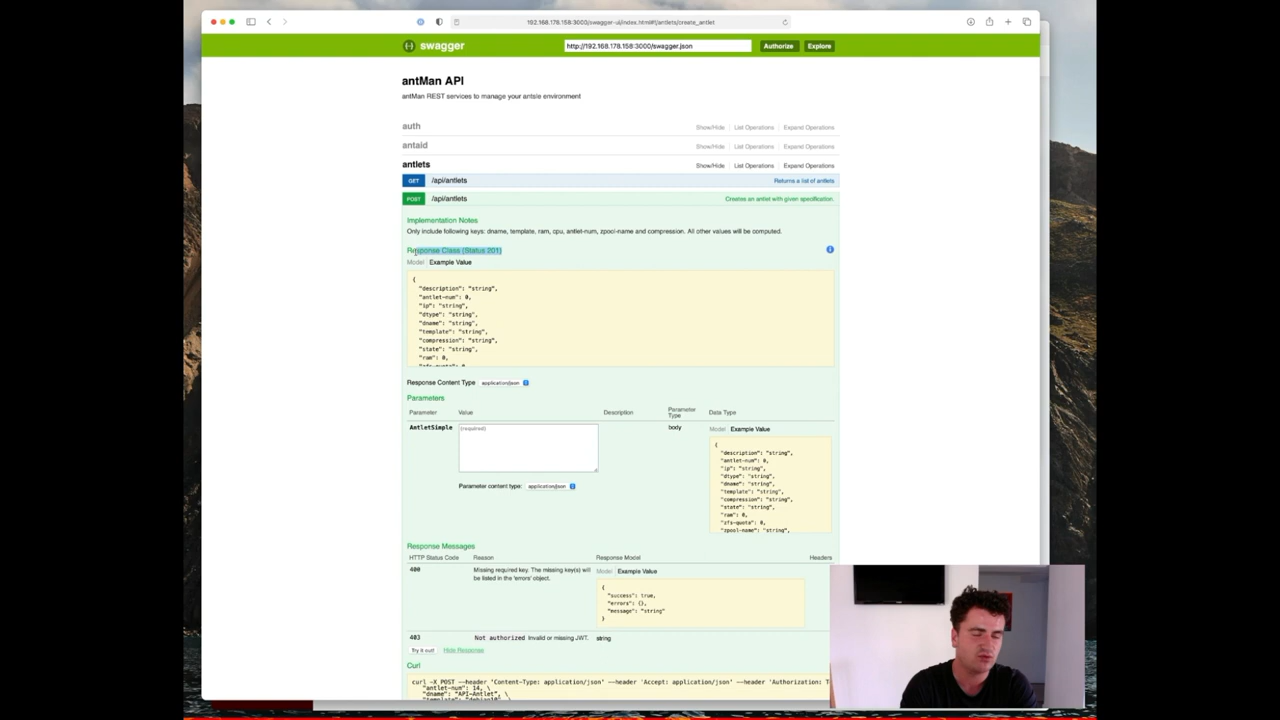 192.168.178.158:3000/swagger-ui/index.html#!/antlets/create_antlet
swagger
http://192.168.178.158:3000/swagger.json
Authorize
Explore
antMan API
antMan REST services to manage your antsle environment
auth
Show/Hide
List Operations
Expand Operations
antaid
Show/Hide
List Operations
Expand Operations
antlets
Show/Hide
List Operations
Expand Operations
GET
/api/antlets
Returns a list of antlets
POST
/api/antlets
Creates an antlet with given specification.
Implementation Notes
Only include following keys: dname, template, ram, cpu, antlet-num, zpool-name and compression. All other values will be computed.
Response Class (Status 201)
Model Example Value
{
"description": "string",
"antlet-num": 0,
"ip": "string",
"dtype": "string",
"dname": "string",
"template": "string",
"compression": "string",
"state": "string",
"ram": 0,
"zfs-quota": 0,
Response Content Type application/json
Parameters
Parameter Value Description Parameter Type Data Type
AntletSimple
(required)
body
Model Example Value
{
"description": "string",
"antlet-num": 0,
"ip": "string",
"dtype": "string",
"dname": "string",
"template": "string",
"compression": "string",
"state": "string",
"ram": 0,
"zfs-quota": 0,
"zpool-name": "string",
Parameter content type: application/json
Response Messages
HTTP Status Code Reason Response Model Headers
400
Missing required key. The missing key(s) will
be listed in the 'errors' object.
Model Example Value
{
"success": true,
"errors": {},
"message": "string"
}
403 Not authorized Invalid or missing JWT. string
Try it out! Hide Response
Curl
curl -X POST --header 'Content-Type: application/json' --header 'Accept: application/json' --header 'Authorization: T
"antlet-num": 14, \
"dname": "API-Antlet", \
"template": "debian10", \